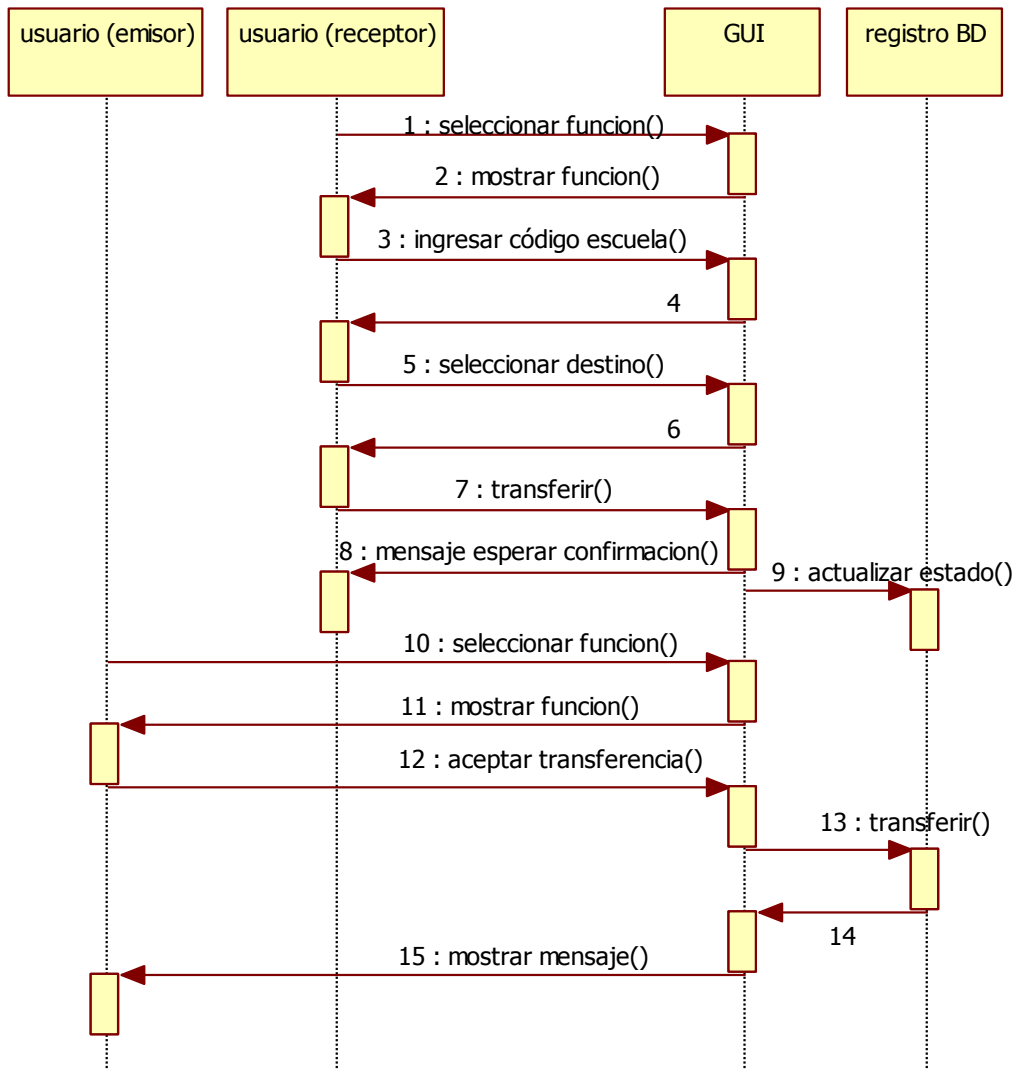 usuario (emisor)
usuario (receptor)
GUI
registro BD
1 : seleccionar funcion()
2 : mostrar funcion()
3 : ingresar código escuela()
4
5 : seleccionar destino()
6
7 : transferir()
8 : mensaje esperar confirmacion()
9 : actualizar estado()
10 : seleccionar funcion()
11 : mostrar funcion()
12 : aceptar transferencia()
13 : transferir()
14
15 : mostrar mensaje()